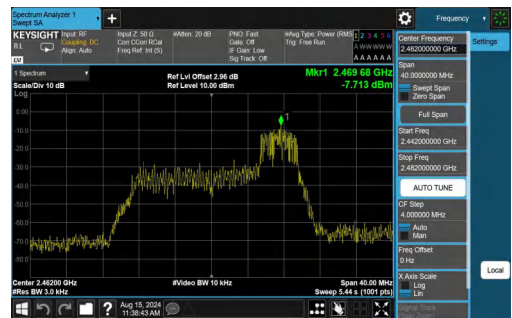 Spectrum Analyzer 1
Swept SA
Frequency
KEYSIGHT
RL
Input: RF
Coupling: DC
Align: Auto
Input Z: 50 Ω
Corr CCorr RCal
Freq Ref: Int (S)
#Atten: 20 dB
PNO: Fast
Gate: Off
IF Gain: Low
Sig Track: Off
#Avg Type: Power (RMS
Trig: Free Run
1 2 3 4 5 6
A W W W W W
A A A A A A
LV
1 Spectrum
Scale/Div 10 dB
Log
Ref Lvl Offset 2.96 dB
Ref Level 10.00 dBm
Mkr1 2.469 68 GHz
-7.713 dBm
1
0.00
-10.0
-20.0
-30.0
-40.0
-50.0
-60.0
-70.0
-80.0
Center 2.46200 GHz
#Res BW 3.0 kHz
#Video BW 10 kHz
Span 40.00 MHz
Sweep 5.44 s (1001 pts)
Aug 15, 2024
11:38:43 AM
Center Frequency
2.462000000 GHz
Settings
Span
40.0000000 MHz
Swept Span
Zero Span
Full Span
Start Freq
2.442000000 GHz
Stop Freq
2.482000000 GHz
AUTO TUNE
CF Step
4.000000 MHz
Auto
Man
Freq Offset
0 Hz
X Axis Scale
Log
Lin
Local
Signal Track